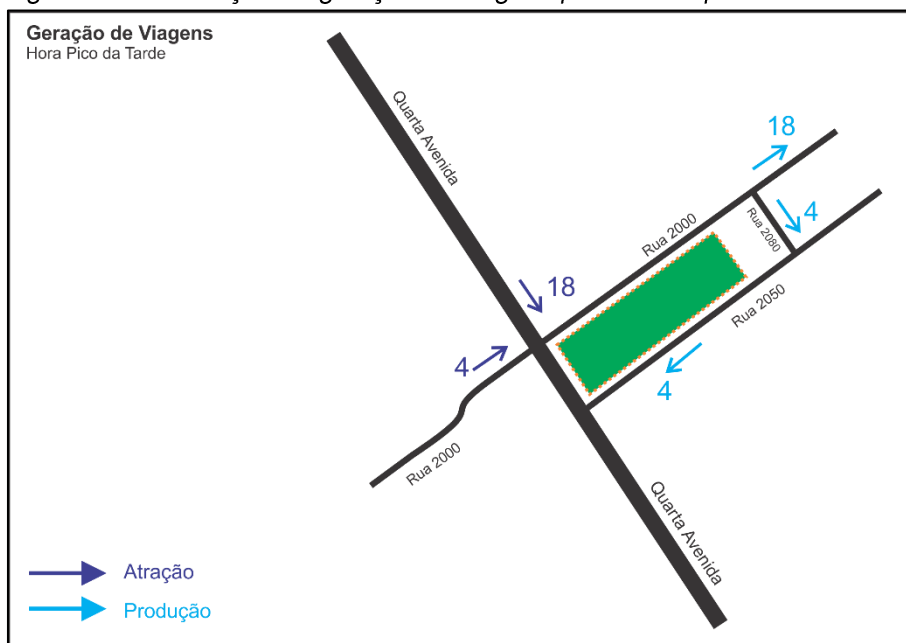 Geração de Viagens
Hora Pico da Tarde
Quarta Avenida
18
Rua 2000
4
Rua 2080
18
Rua 2050
4
4
Rua 2000
Quarta Avenida
Atração
Produção